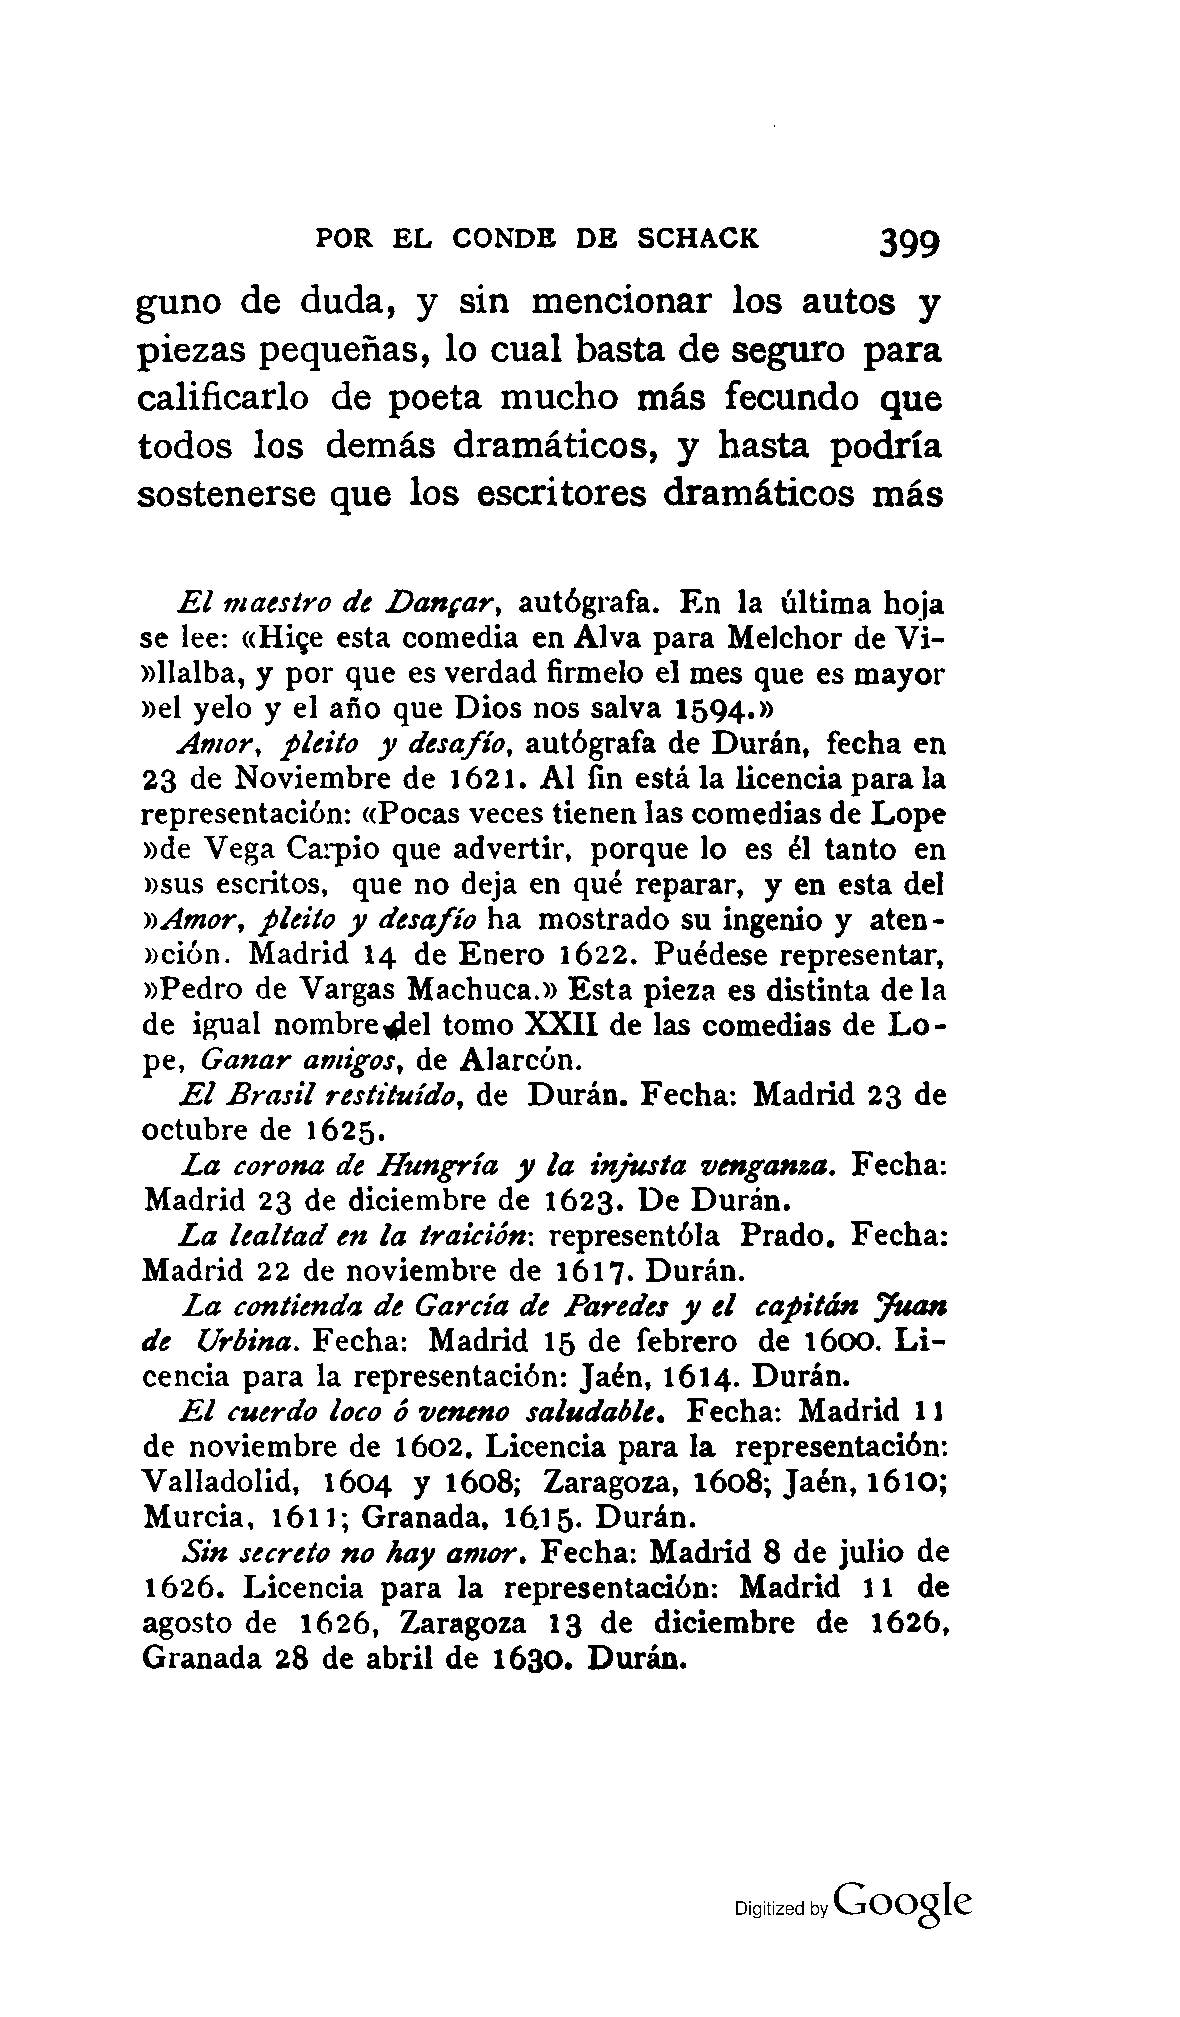 POR EL CONDE DE SCHACK 399
guno de duda, y sin mencionar los autos y
piezas pequeñas, lo cual basta de seguro para
calificarlo de poeta mucho más fecundo que
todos los demás dramáticos, y hasta podría
sostenerse que los escritores dramáticos más
El maestro de Dançar, autógrafa. En la última hoja
se lee: «Hiçe esta comedia en Alva para Melchor de Vi-
»llalba, y por que es verdad firmelo el mes que es mayor
»el yelo y el año que Dios nos salva 1594.»
Amor, pleito y desafío, autógrafa de Durán, fecha en
23 de Noviembre de 1621. Al fin está la licencia para la
representación: «Pocas veces tienen las comedias de Lope
»de Vega Carpio que advertir, porque lo es él tanto en
»sus escritos, que no deja en qué reparar, y en esta del
»Amor, pleito y desafío ha mostrado su ingenio y aten-
»ción. Madrid 14 de Enero 1622. Puédese representar,
»Pedro de Vargas Machuca.» Esta pieza es distinta de la
de igual nombre del tomo XXII de las comedias de Lo-
pe, Ganar amigos, de Alarcón.
El Brasil restituído, de Durán. Fecha: Madrid 23 de
octubre de 1625.
La corona de Hungría y la injusta venganza. Fecha:
Madrid 23 de diciembre de 1623. De Durán.
La lealtad en la traición: representóla Prado. Fecha:
Madrid 22 de noviembre de 1617. Durán.
La contienda de García de Paredes y el capitán Juan
de Urbina. Fecha: Madrid 15 de febrero de 1600. Li-
cencia para la representación: Jaén, 1614. Durán.
El cuerdo loco ó veneno saludable. Fecha: Madrid 11
de noviembre de 1602. Licencia para la representación:
Valladolid, 1604 y 1608; Zaragoza, 1608; Jaén, 1610;
Murcia, 1611; Granada, 1615. Durán.
Sin secreto no hay amor. Fecha: Madrid 8 de julio de
1626. Licencia para la representación: Madrid 11 de
agosto de 1626, Zaragoza 13 de diciembre de 1626,
Granada 28 de abril de 1630. Durán.
Digitized by Google